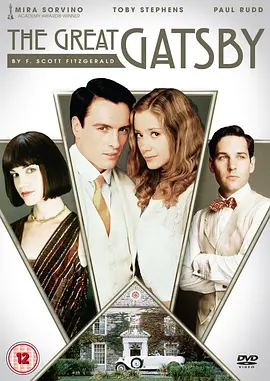 MIRA SORVINO TOBY STEPHENS PAUL RUDD
ACADEMY AWARD® WINNER
THE GREAT
GATSBY
BY F. SCOTT FITZGERALD
12
DVD
VIDEO